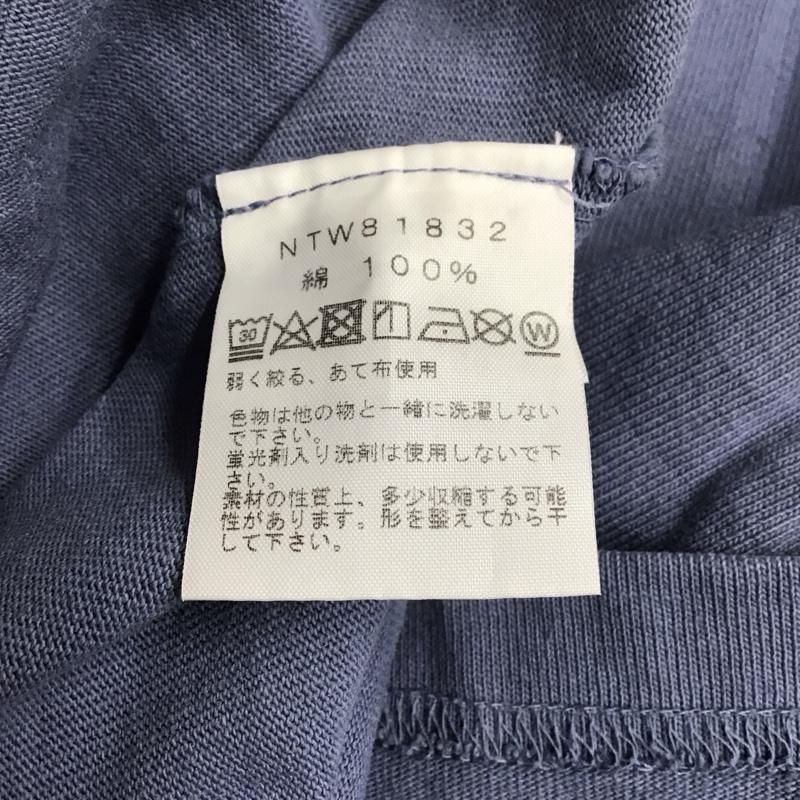 NTW81832
綿 100%
30
W
弱く絞る、あて布使用
色物は他の物と一緒に洗濯しない
で下さい。
蛍光剤入り洗剤は使用しないで下
さい。
素材の性質上、多少収縮する可能
性があります。形を整えてから干
して下さい。